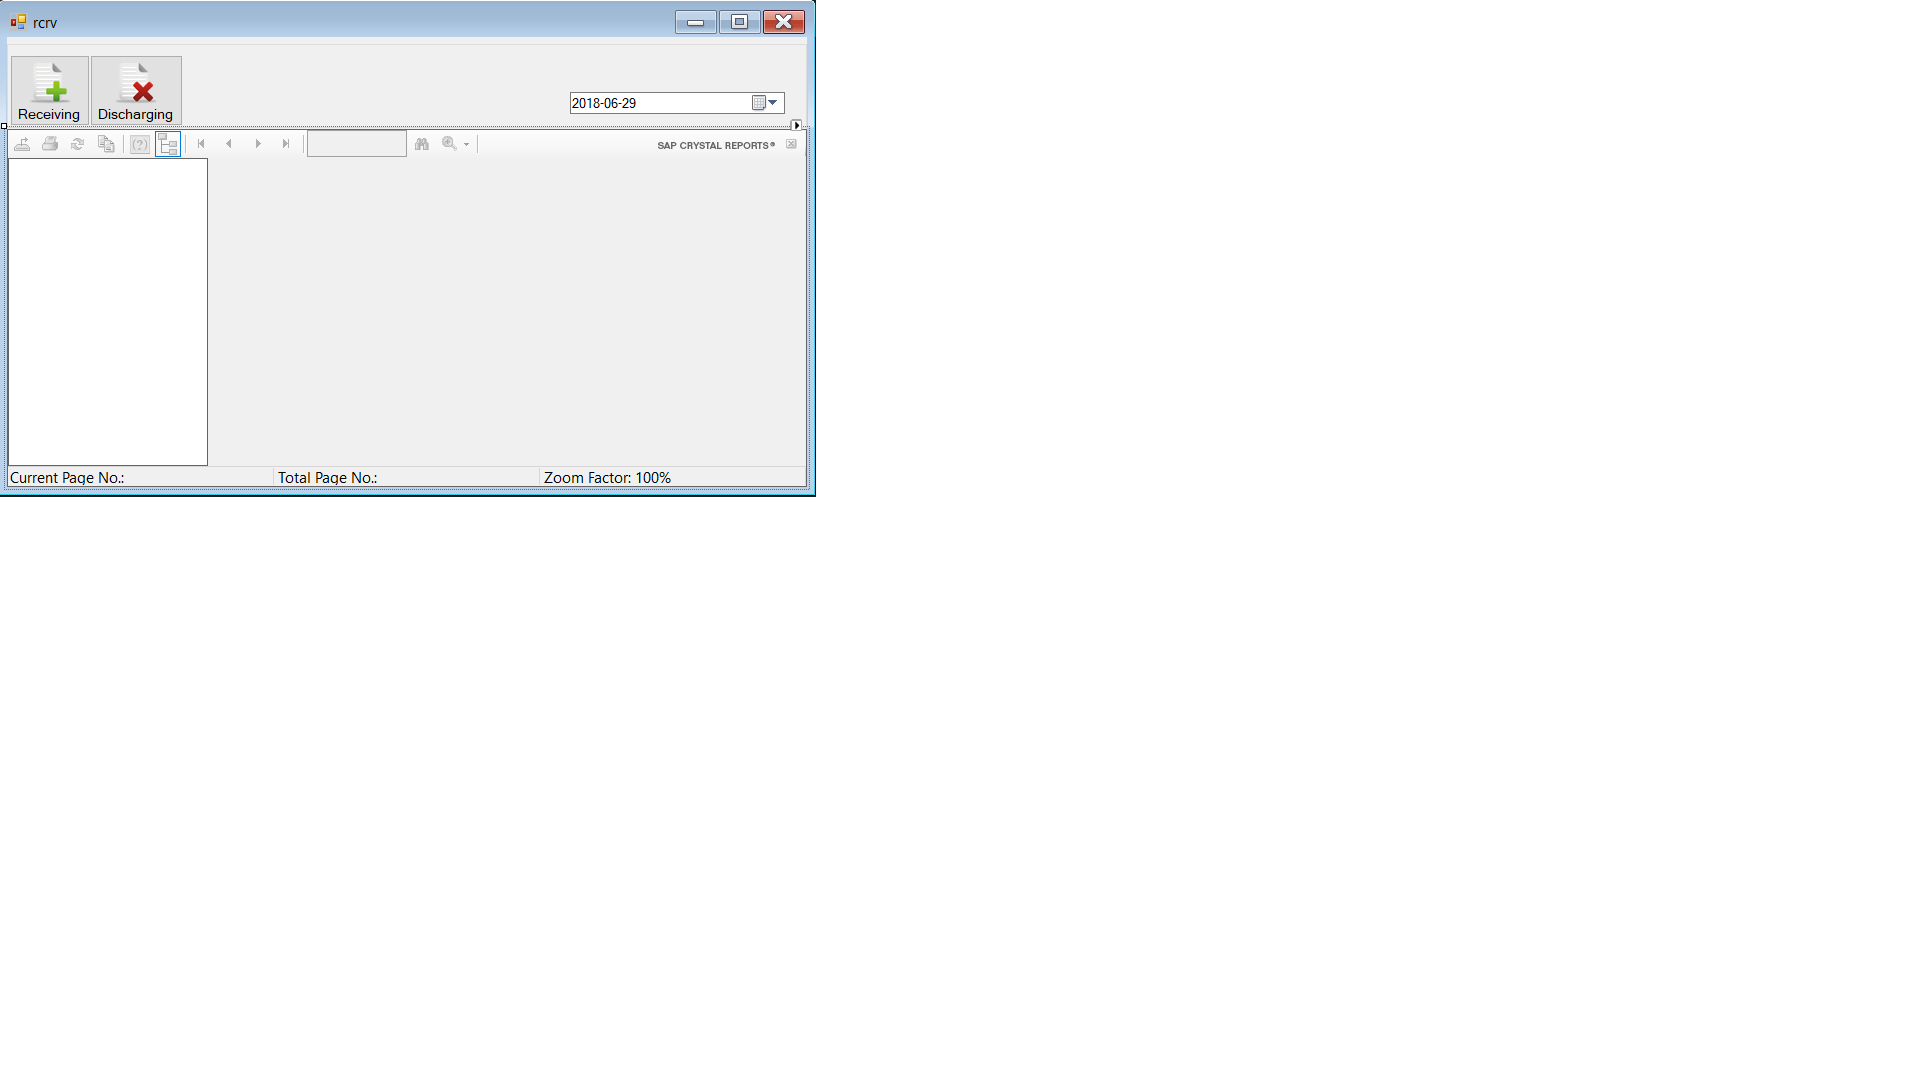 rcrv
Receiving
Discharging
2018-06-29
(?)
SAP CRYSTAL REPORTS®
Current Page No.:
Total Page No.:
Zoom Factor: 100%